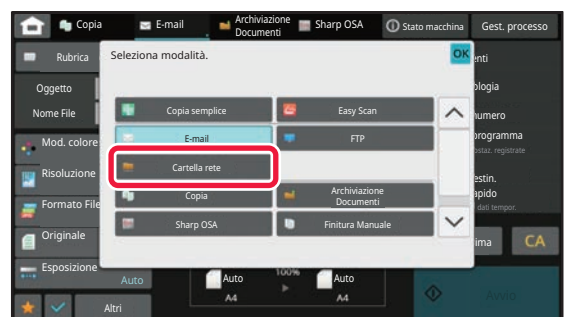 Copia
E-mail
Archiviazione
Documenti
Sharp OSA
Stato macchina
Gest. processo
Rubrica
Seleziona modalità.
OK
Oggetto
Nome File
Copia semplice
Easy Scan
Mod. colore
E-mail
FTP
Risoluzione
Cartella rete
Formato File
Copia
Archiviazione
Documenti
Originale
Sharp OSA
Finitura Manuale
CA
Esposizione
Auto
Auto
A4
100%
Auto
A4
Altri
Avvio